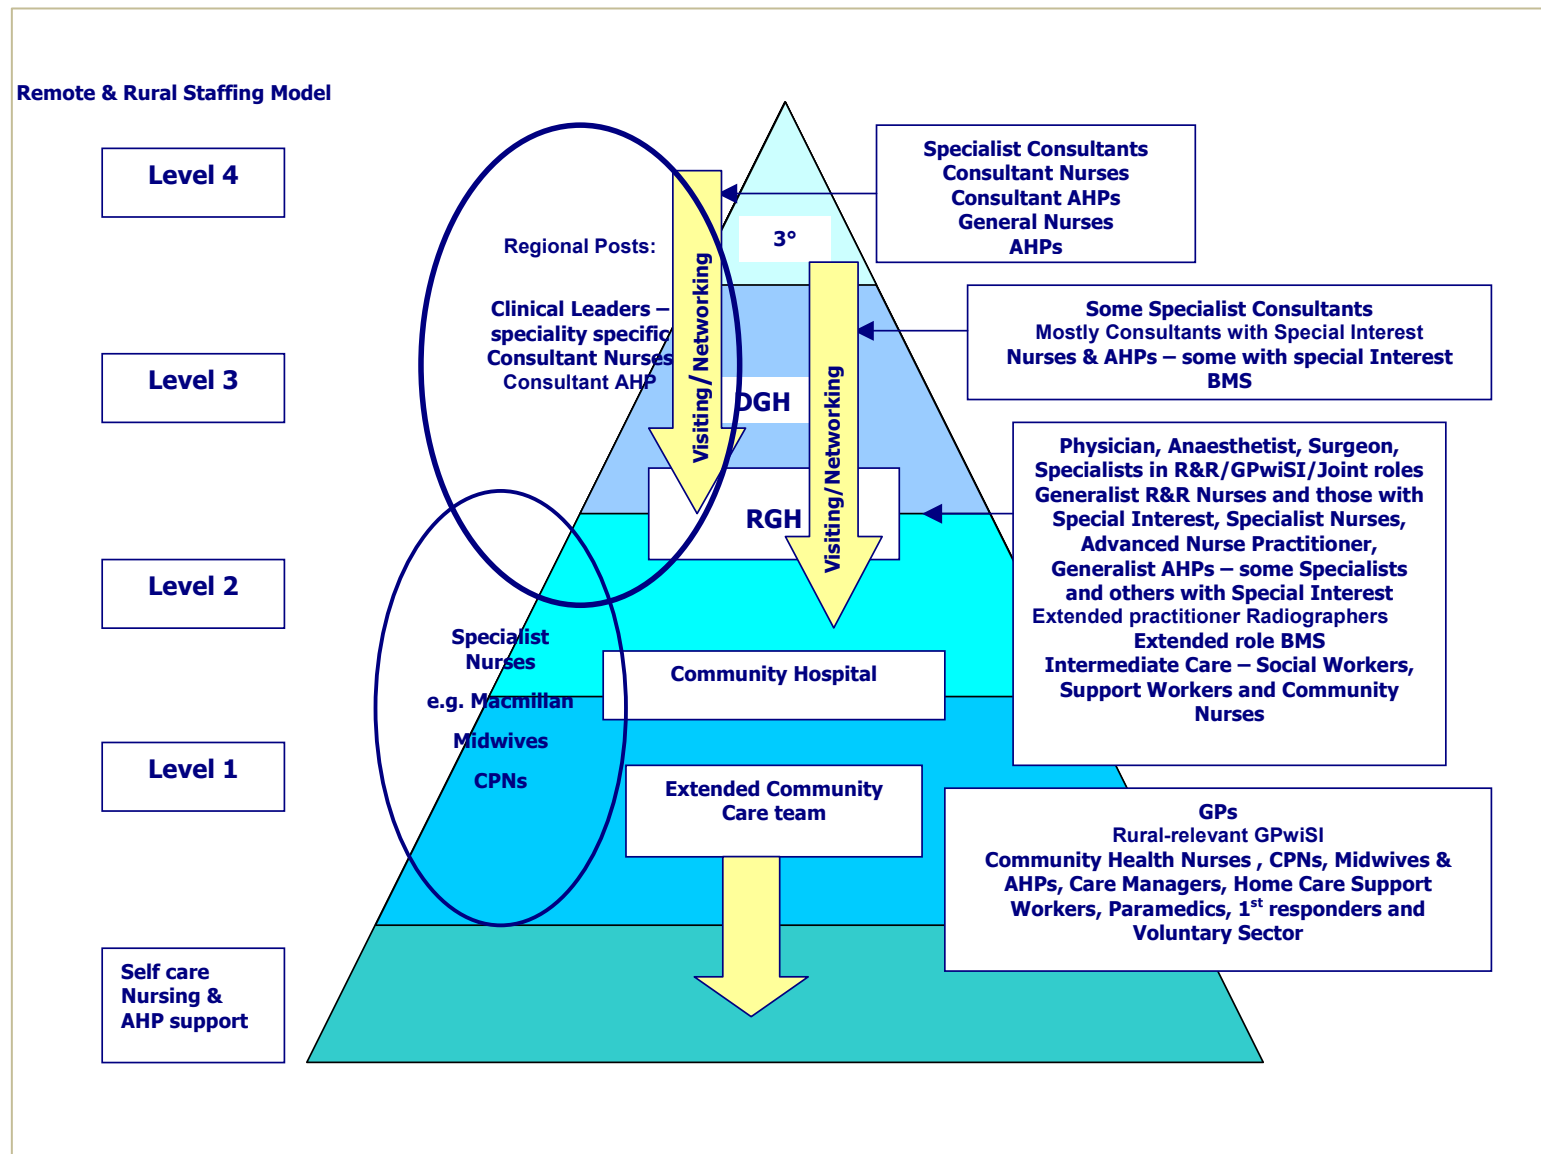 Remote & Rural Staffing Model
Level 4
Level 3
Level 2
Level 1
Self care
Nursing &
AHP support
Regional Posts:
Clinical Leaders –
speciality specific
Consultant Nurses
Consultant AHP
Specialist
Nurses
e.g. Macmillan
Midwives
CPNs
Visiting/Networking
Visiting/Networking
3°
DGH
RGH
Community Hospital
Extended Community
Care team
Specialist Consultants
Consultant Nurses
Consultant AHPs
General Nurses
AHPs
Some Specialist Consultants
Mostly Consultants with Special Interest
Nurses & AHPs – some with special Interest
BMS
Physician, Anaesthetist, Surgeon,
Specialists in R&R/GPwiSI/Joint roles
Generalist R&R Nurses and those with
Special Interest, Specialist Nurses,
Advanced Nurse Practitioner,
Generalist AHPs – some Specialists
and others with Special Interest
Extended practitioner Radiographers
Extended role BMS
Intermediate Care – Social Workers,
Support Workers and Community
Nurses
GPs
Rural-relevant GPwiSI
Community Health Nurses , CPNs, Midwives &
AHPs, Care Managers, Home Care Support
Workers, Paramedics, 1st responders and
Voluntary Sector